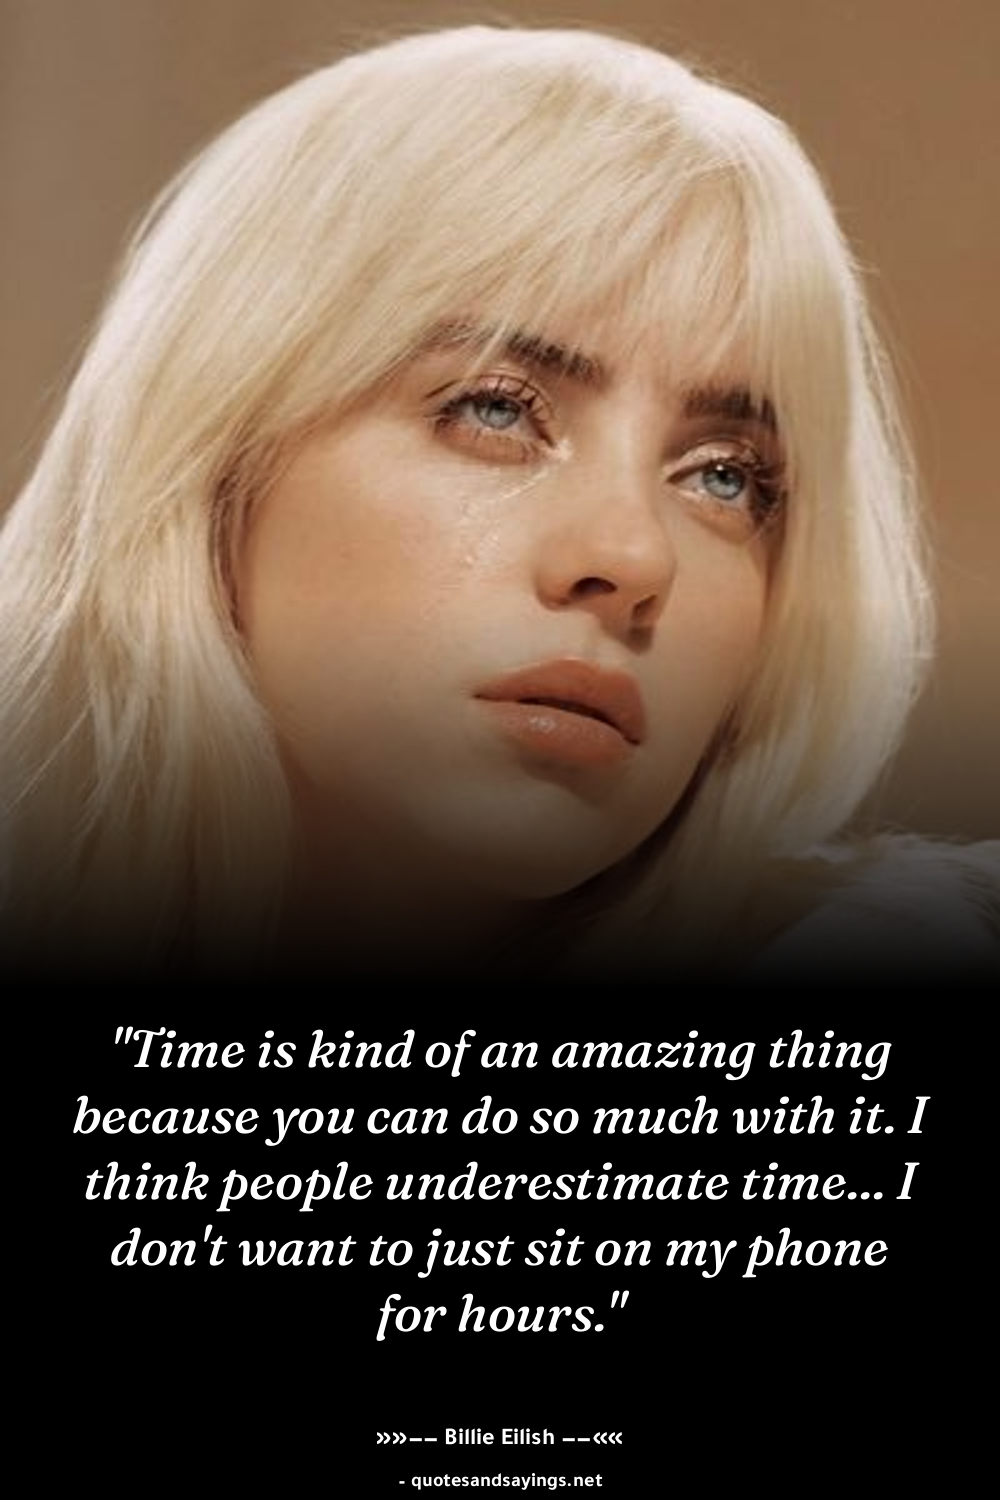 "Time is kind of an amazing thing
because you can do so much with it. I
think people underestimate time... I
don't want to just sit on my phone
for hours."
»»−− Billie Eilish −−««
- quotesandsayings.net